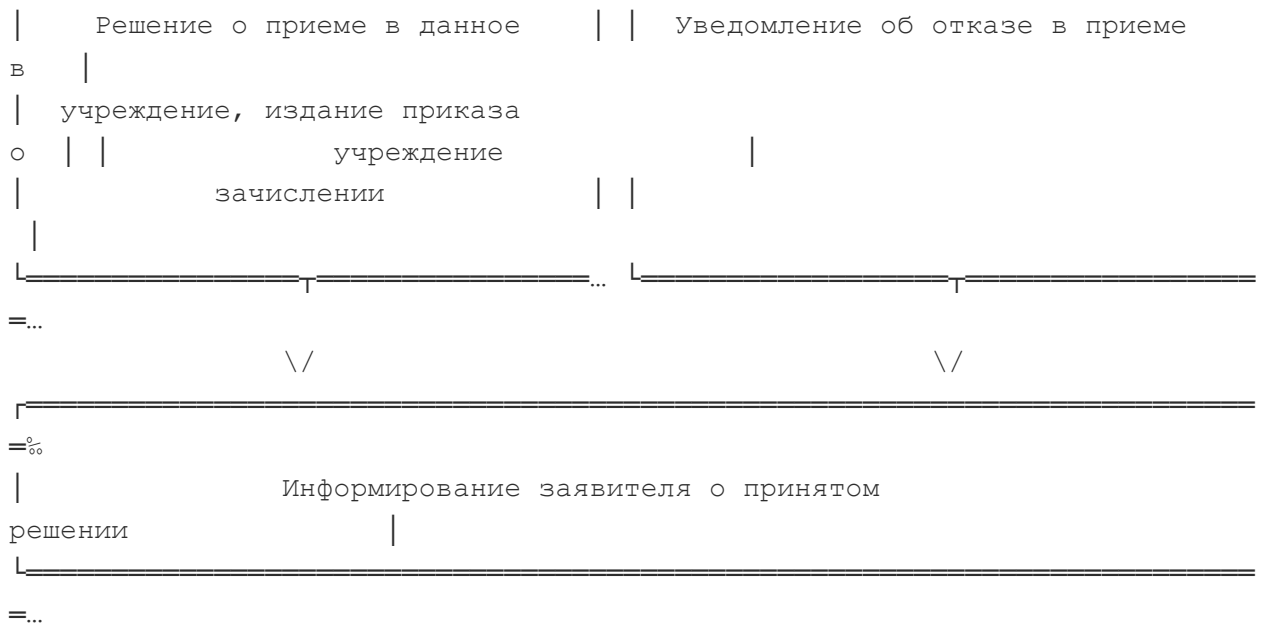 │    Решение о приеме в данное    │ │  Уведомление об отказе в приеме
в   │
│  учреждение, издание приказа
о  │ │             учреждение              │
│           зачислении            │ │
 │
└════════════════┬════════════════… └══════════════════┬═════════════════
═…
                \/                                     \/
┌════════════════════════════════════════════════════════════════════════
═‰
│               Информирование заявителя о принятом
решении               │
└════════════════════════════════════════════════════════════════════════
═…